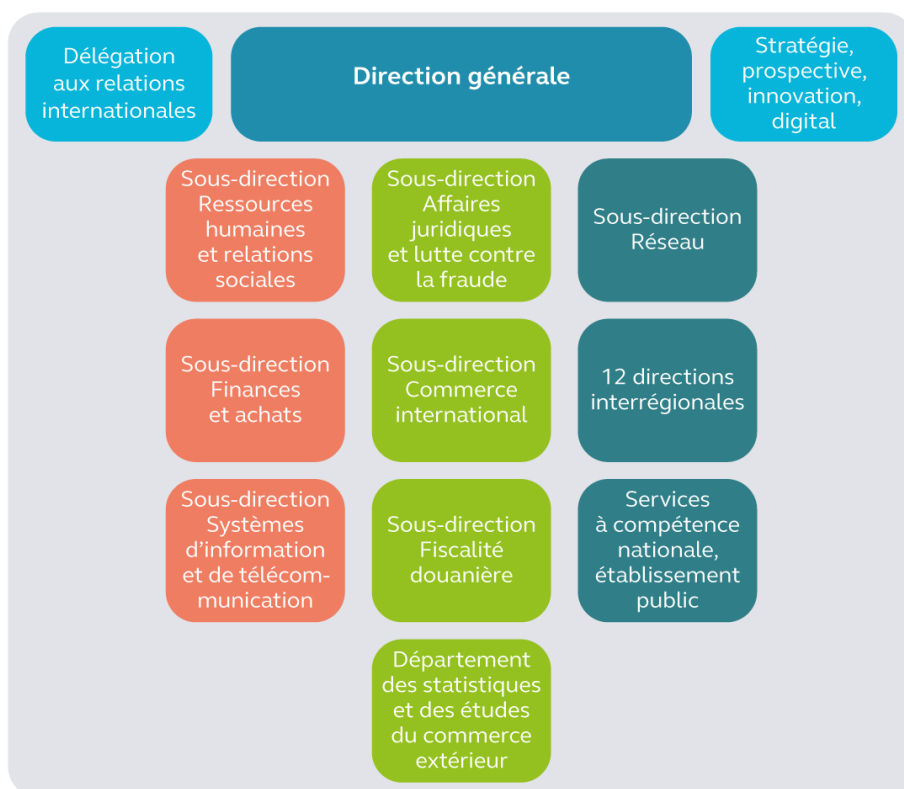 Délégation
aux relations
internationales
Direction générale
Stratégie,
prospective,
innovation,
digital
Sous-direction
Ressources
humaines
et relations
sociales
Sous-direction
Affaires
juridiques
et lutte contre
la fraude
Sous-direction
Réseau
Sous-direction
Finances
et achats
Sous-direction
Commerce
international
12 directions
interrégionales
Sous-direction
Systèmes
d'information
et de télécom-
munication
Sous-direction
Fiscalité
douanière
Services
à compétence
nationale,
établissement
public
Département
des statistiques
et des études
du commerce
extérieur